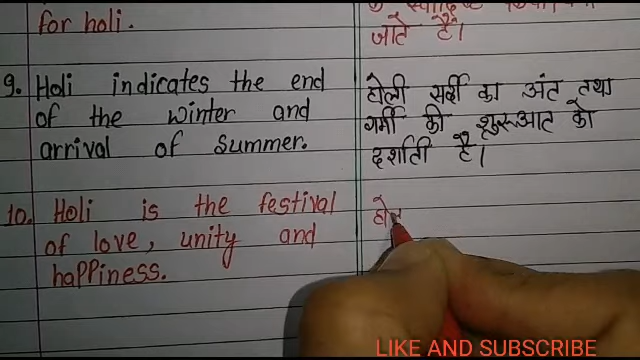 for holi.
जाते हैं।
9. Holi indicates the end
of the winter and
arrival of summer.
होली सर्दी का अंत तथा
गर्मी की शुरूआत को
दर्शाती है।
10. Holi is the festival
of love, unity and
happiness.
हो
LIKE AND SUBSCRIBE